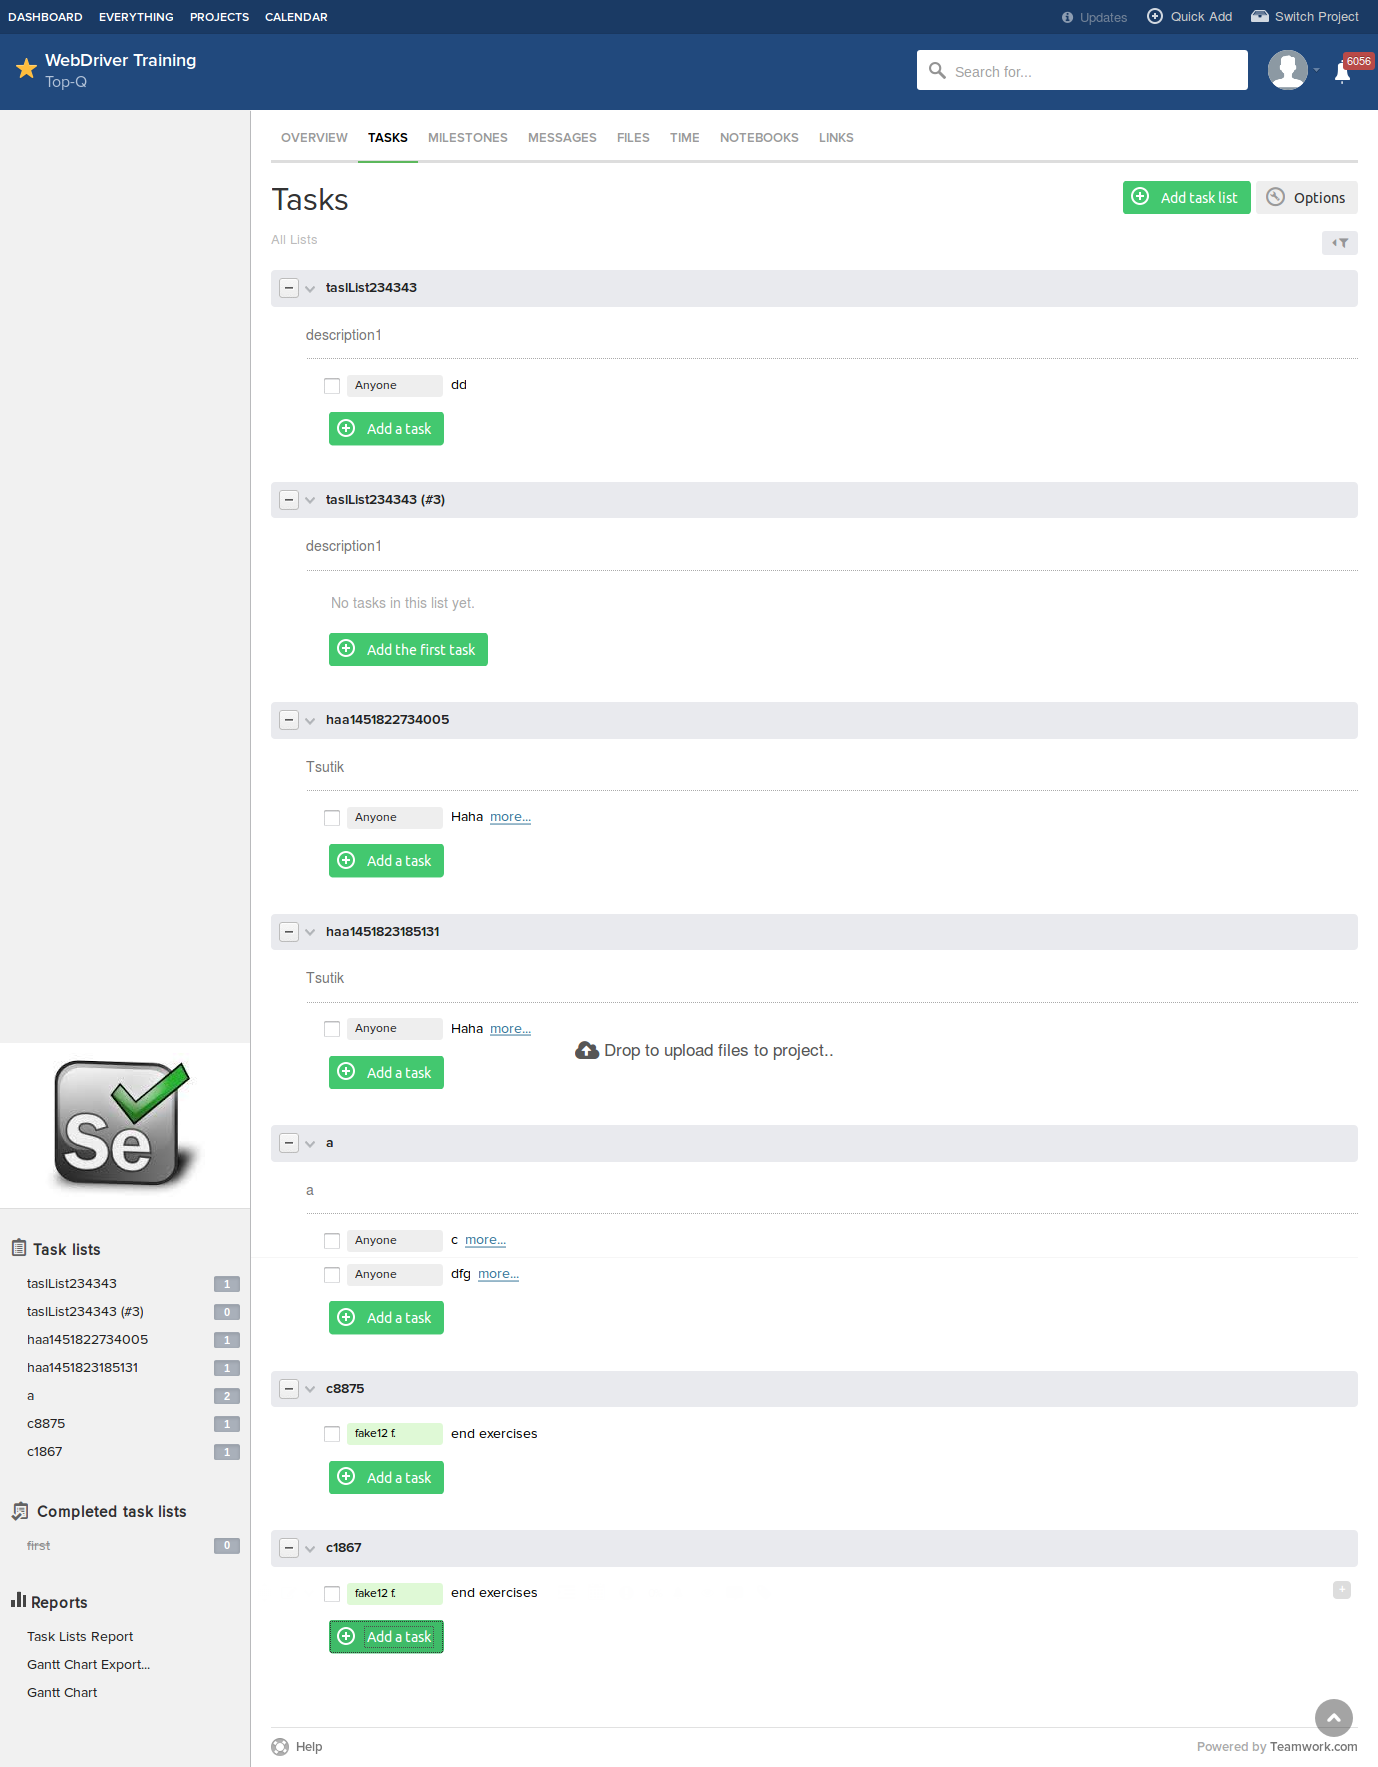 DASHBOARD EVERYTHING PROJECTS CALENDAR Updates Quick Add Switch Project
WebDriver Training
Top-Q
Search for...
6056
OVERVIEW TASKS MILESTONES MESSAGES FILES TIME NOTEBOOKS LINKS
Tasks
Add task list Options
All Lists
taslList234343
description1
Anyone dd
Add a task
taslList234343 (#3)
description1
No tasks in this list yet.
Add the first task
haa1451822734005
Tsutik
Anyone Haha more...
Add a task
haa1451823185131
Tsutik
Anyone Haha more...
Drop to upload files to project..
Add a task
a
a
Anyone c more...
Anyone dfg more...
Add a task
c8875
fake12 f. end exercises
Add a task
c1867
fake12 f. end exercises
Add a task
Se
Task lists
taslList234343 1
taslList234343 (#3) 0
haa1451822734005 1
haa1451823185131 1
a 2
c8875 1
c1867 1
Completed task lists
first 0
Reports
Task Lists Report
Gantt Chart Export...
Gantt Chart
Help Powered by Teamwork.com